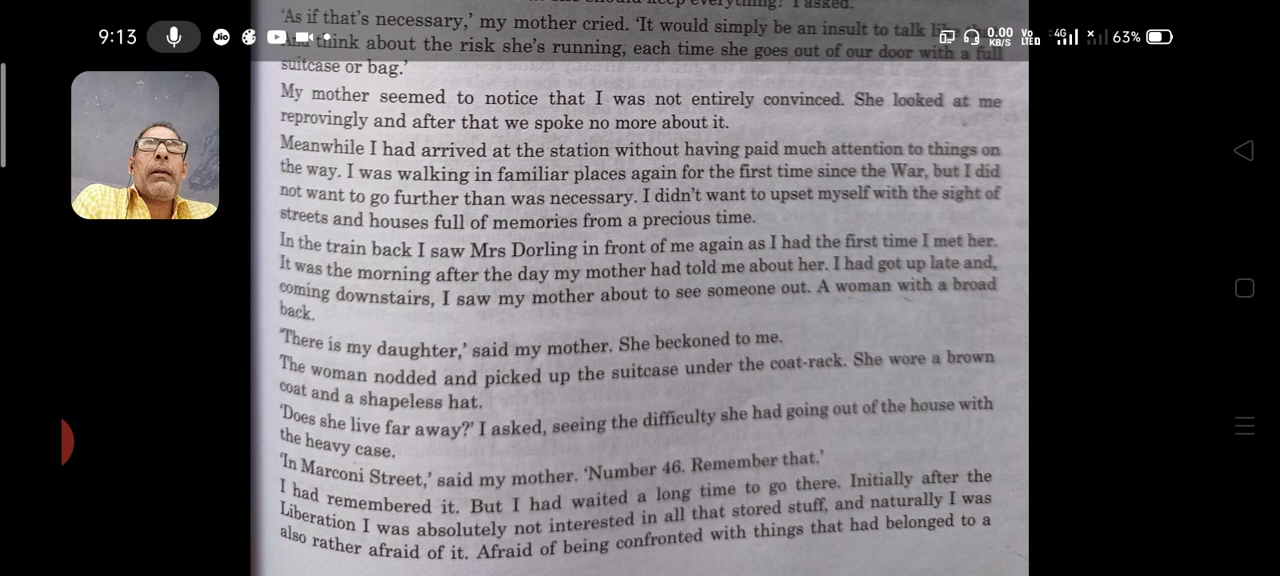 9:13
Jio
0.00 KB/S
Vo LTED
4G
63%
keep everything?' I asked.
'As if that's necessary,' my mother cried. 'It would simply be an insult to talk
And think about the risk she's running, each time she goes out of our door with a full
suitcase or bag.'
My mother seemed to notice that I was not entirely convinced. She looked at me
reprovingly and after that we spoke no more about it.
Meanwhile I had arrived at the station without having paid much attention to things on
the way. I was walking in familiar places again for the first time since the War, but I did
not want to go further than was necessary. I didn't want to upset myself with the sight of
streets and houses full of memories from a precious time.
In the train back I saw Mrs Dorling in front of me again as I had the first time I met her.
It was the morning after the day my mother had told me about her. I had got up late and,
coming downstairs, I saw my mother about to see someone out. A woman with a broad
back.
'There is my daughter,' said my mother. She beckoned to me.
The woman nodded and picked up the suitcase under the coat-rack. She wore a brown
coat and a shapeless hat.
'Does she live far away?' I asked, seeing the difficulty she had going out of the house with
the heavy case.
'In Marconi Street,' said my mother. 'Number 46. Remember that.'
I had remembered it. But I had waited a long time to go there. Initially after the
Liberation I was absolutely not interested in all that stored stuff, and naturally I was
also rather afraid of it. Afraid of being confronted with things that had belonged to a